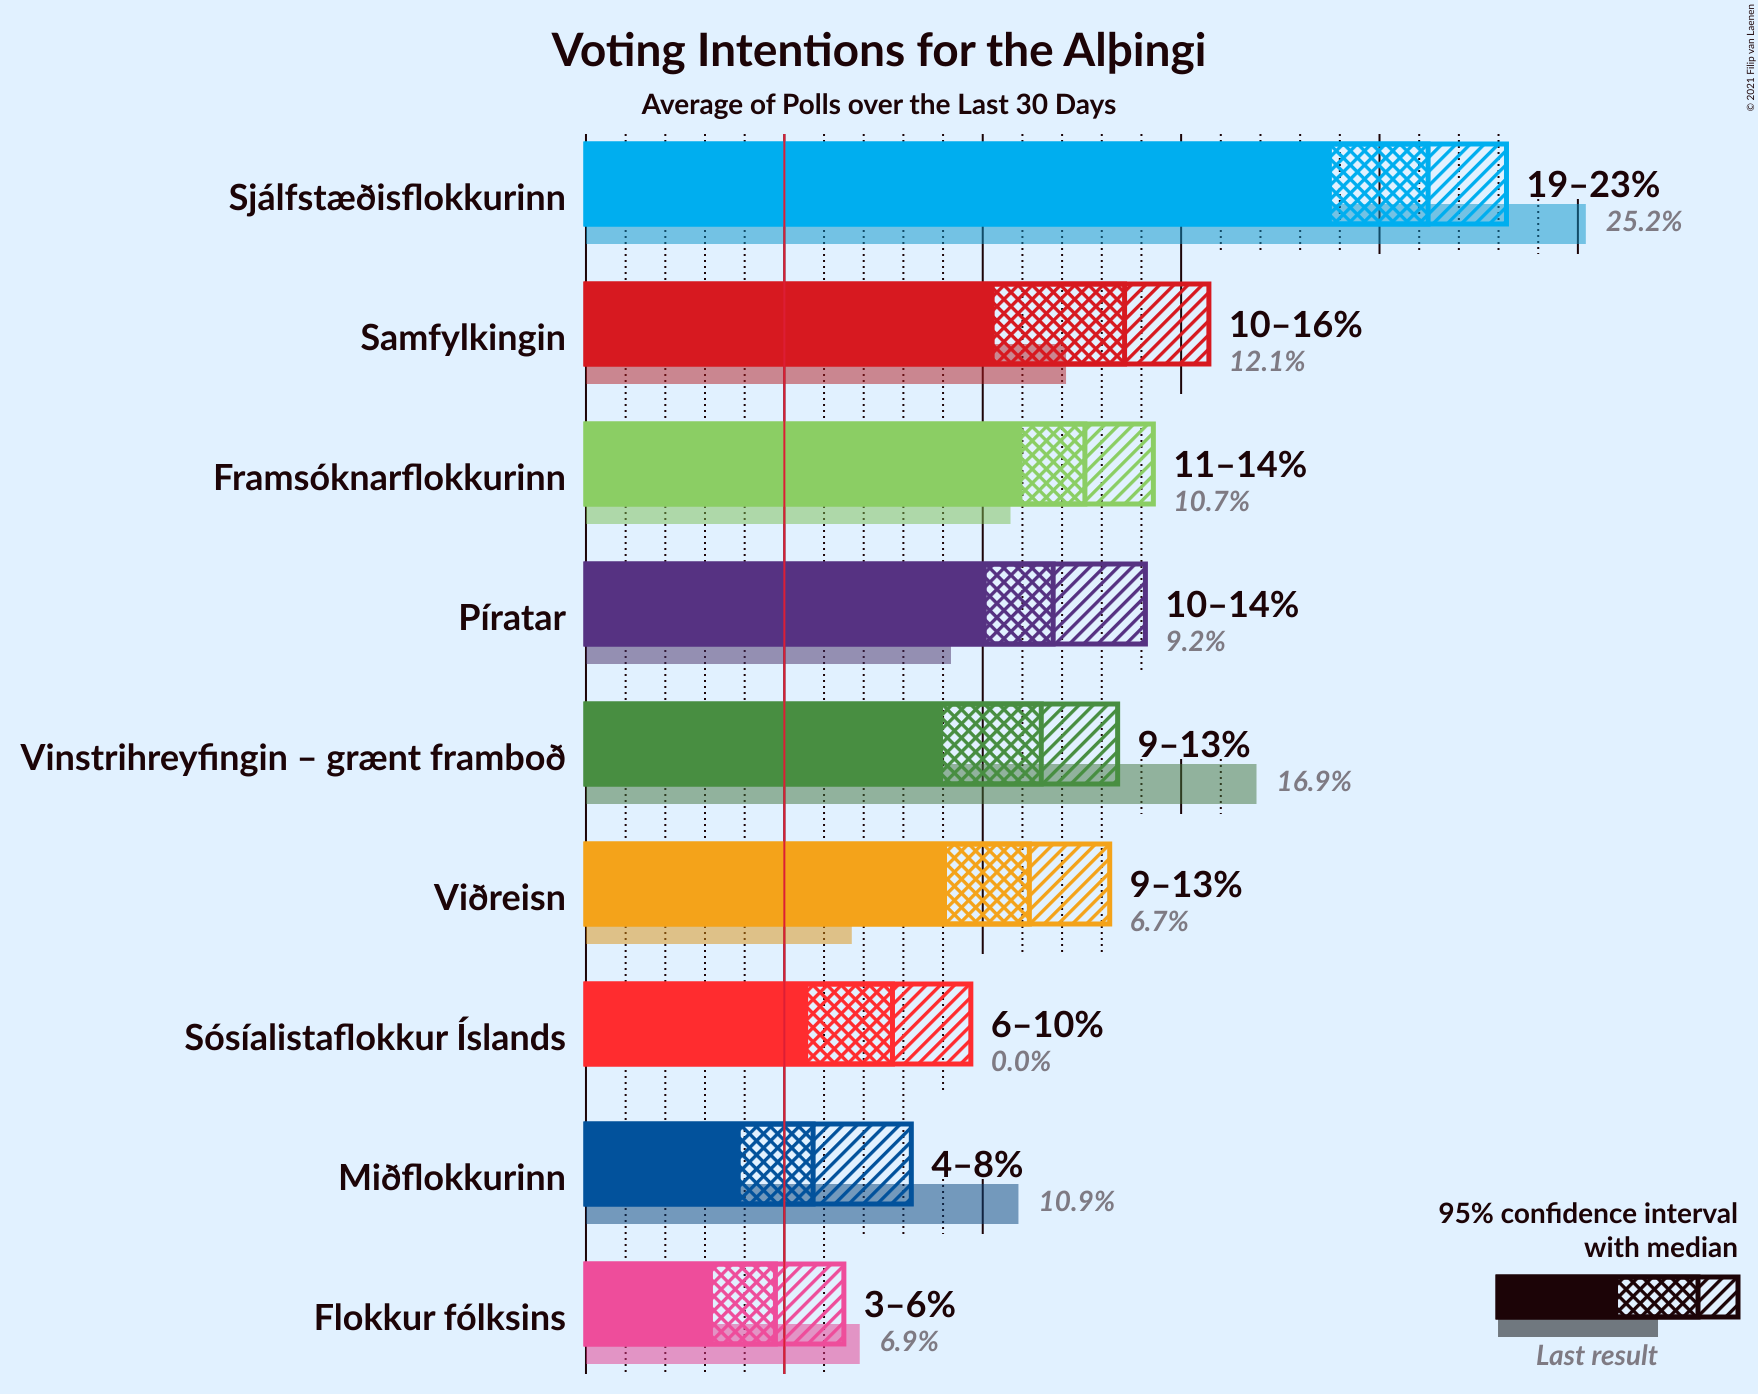 © 2021 Filip van Laenen
Voting Intentions for the Alþingi
Average of Polls over the Last 30 Days
Sjálfstæðisflokkurinn
19–23%
25.2%
Samfylkingin
10–16%
12.1%
Framsóknarflokkurinn
11–14%
10.7%
Píratar
10–14%
9.2%
Vinstrihreyfingin – grænt framboð
9–13%
16.9%
Viðreisn
9–13%
6.7%
Sósíalistaflokkur Íslands
6–10%
0.0%
Miðflokkurinn
4–8%
10.9%
Flokkur fólksins
3–6%
6.9%
95% confidence interval
with median
Last result